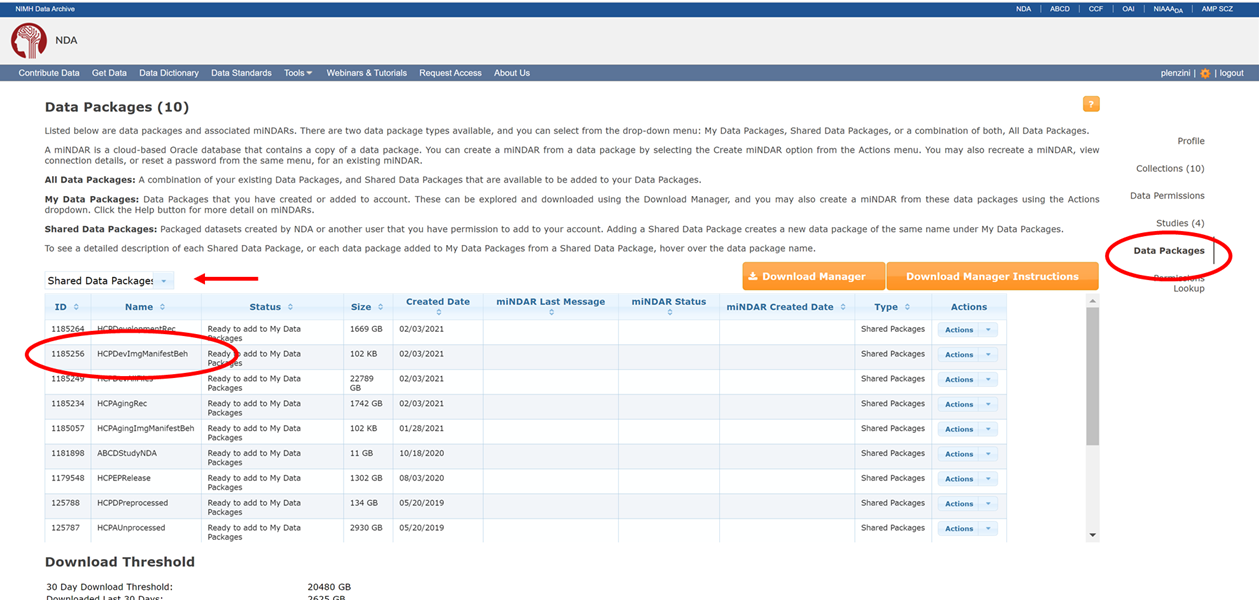 NIMH Data Archive
NDA | ABCD | CCF | OAI | NIAAADA | AMP SCZ
NDA
Contribute Data Get Data Data Dictionary Data Standards Tools Webinars & Tutorials Request Access About Us
plenzini | | logout
Data Packages (10)
?
Listed below are data packages and associated miNDARs. There are two data package types available, and you can select from the drop-down menu: My Data Packages, Shared Data Packages, or a combination of both, All Data Packages.
A miNDAR is a cloud-based Oracle database that contains a copy of a data package. You can create a miNDAR from a data package by selecting the Create miNDAR option from the Actions menu. You may also recreate a miNDAR, view
connection details, or reset a password from the same menu, for an existing miNDAR.
All Data Packages: A combination of your existing Data Packages, and Shared Data Packages that are available to be added to your Data Packages.
My Data Packages: Data Packages that you have created or added to account. These can be explored and downloaded using the Download Manager, and you may also create a miNDAR from these data packages using the Actions
dropdown. Click the Help button for more detail on miNDARs.
Shared Data Packages: Packaged datasets created by NDA or another user that you have permission to add to your account. Adding a Shared Data Package creates a new data package of the same name under My Data Packages.
To see a detailed description of each Shared Data Package, or each data package added to My Data Packages from a Shared Data Package, hover over the data package name.
Profile
Collections (10)
Data Permissions
Studies (4)
Data Packages
Permissions
Lookup
Shared Data Packages
Download Manager
Download Manager Instructions
ID Name Status Size Created Date miNDAR Last Message miNDAR Status miNDAR Created Date Type Actions
1185264 HCPDevelopmentRec Ready to add to My Data 1669 GB 02/03/2021 Shared Packages Actions
Packages
1185256 HCPDevImgManifestBeh Ready to add to My Data 102 KB 02/03/2021 Shared Packages Actions
Packages
1185249 HCPDevAllFiles Ready to add to My Data 22789 02/03/2021 Shared Packages Actions
Packages GB
1185234 HCPAgingRec Ready to add to My Data 1742 GB 02/03/2021 Shared Packages Actions
Packages
1185057 HCPAgingImgManifestBeh Ready to add to My Data 102 KB 01/28/2021 Shared Packages Actions
Packages
1181898 ABCDStudyNDA Ready to add to My Data 11 GB 10/18/2020 Shared Packages Actions
Packages
1179548 HCPEPRelease Ready to add to My Data 1302 GB 08/03/2020 Shared Packages Actions
Packages
125788 HCPDPreprocessed Ready to add to My Data 134 GB 05/20/2019 Shared Packages Actions
Packages
125787 HCPAUnprocessed Ready to add to My Data 2930 GB 05/20/2019 Shared Packages Actions
Packages
Download Threshold
30 Day Download Threshold: 20480 GB
Downloaded Last 30 Days: 2625 GB